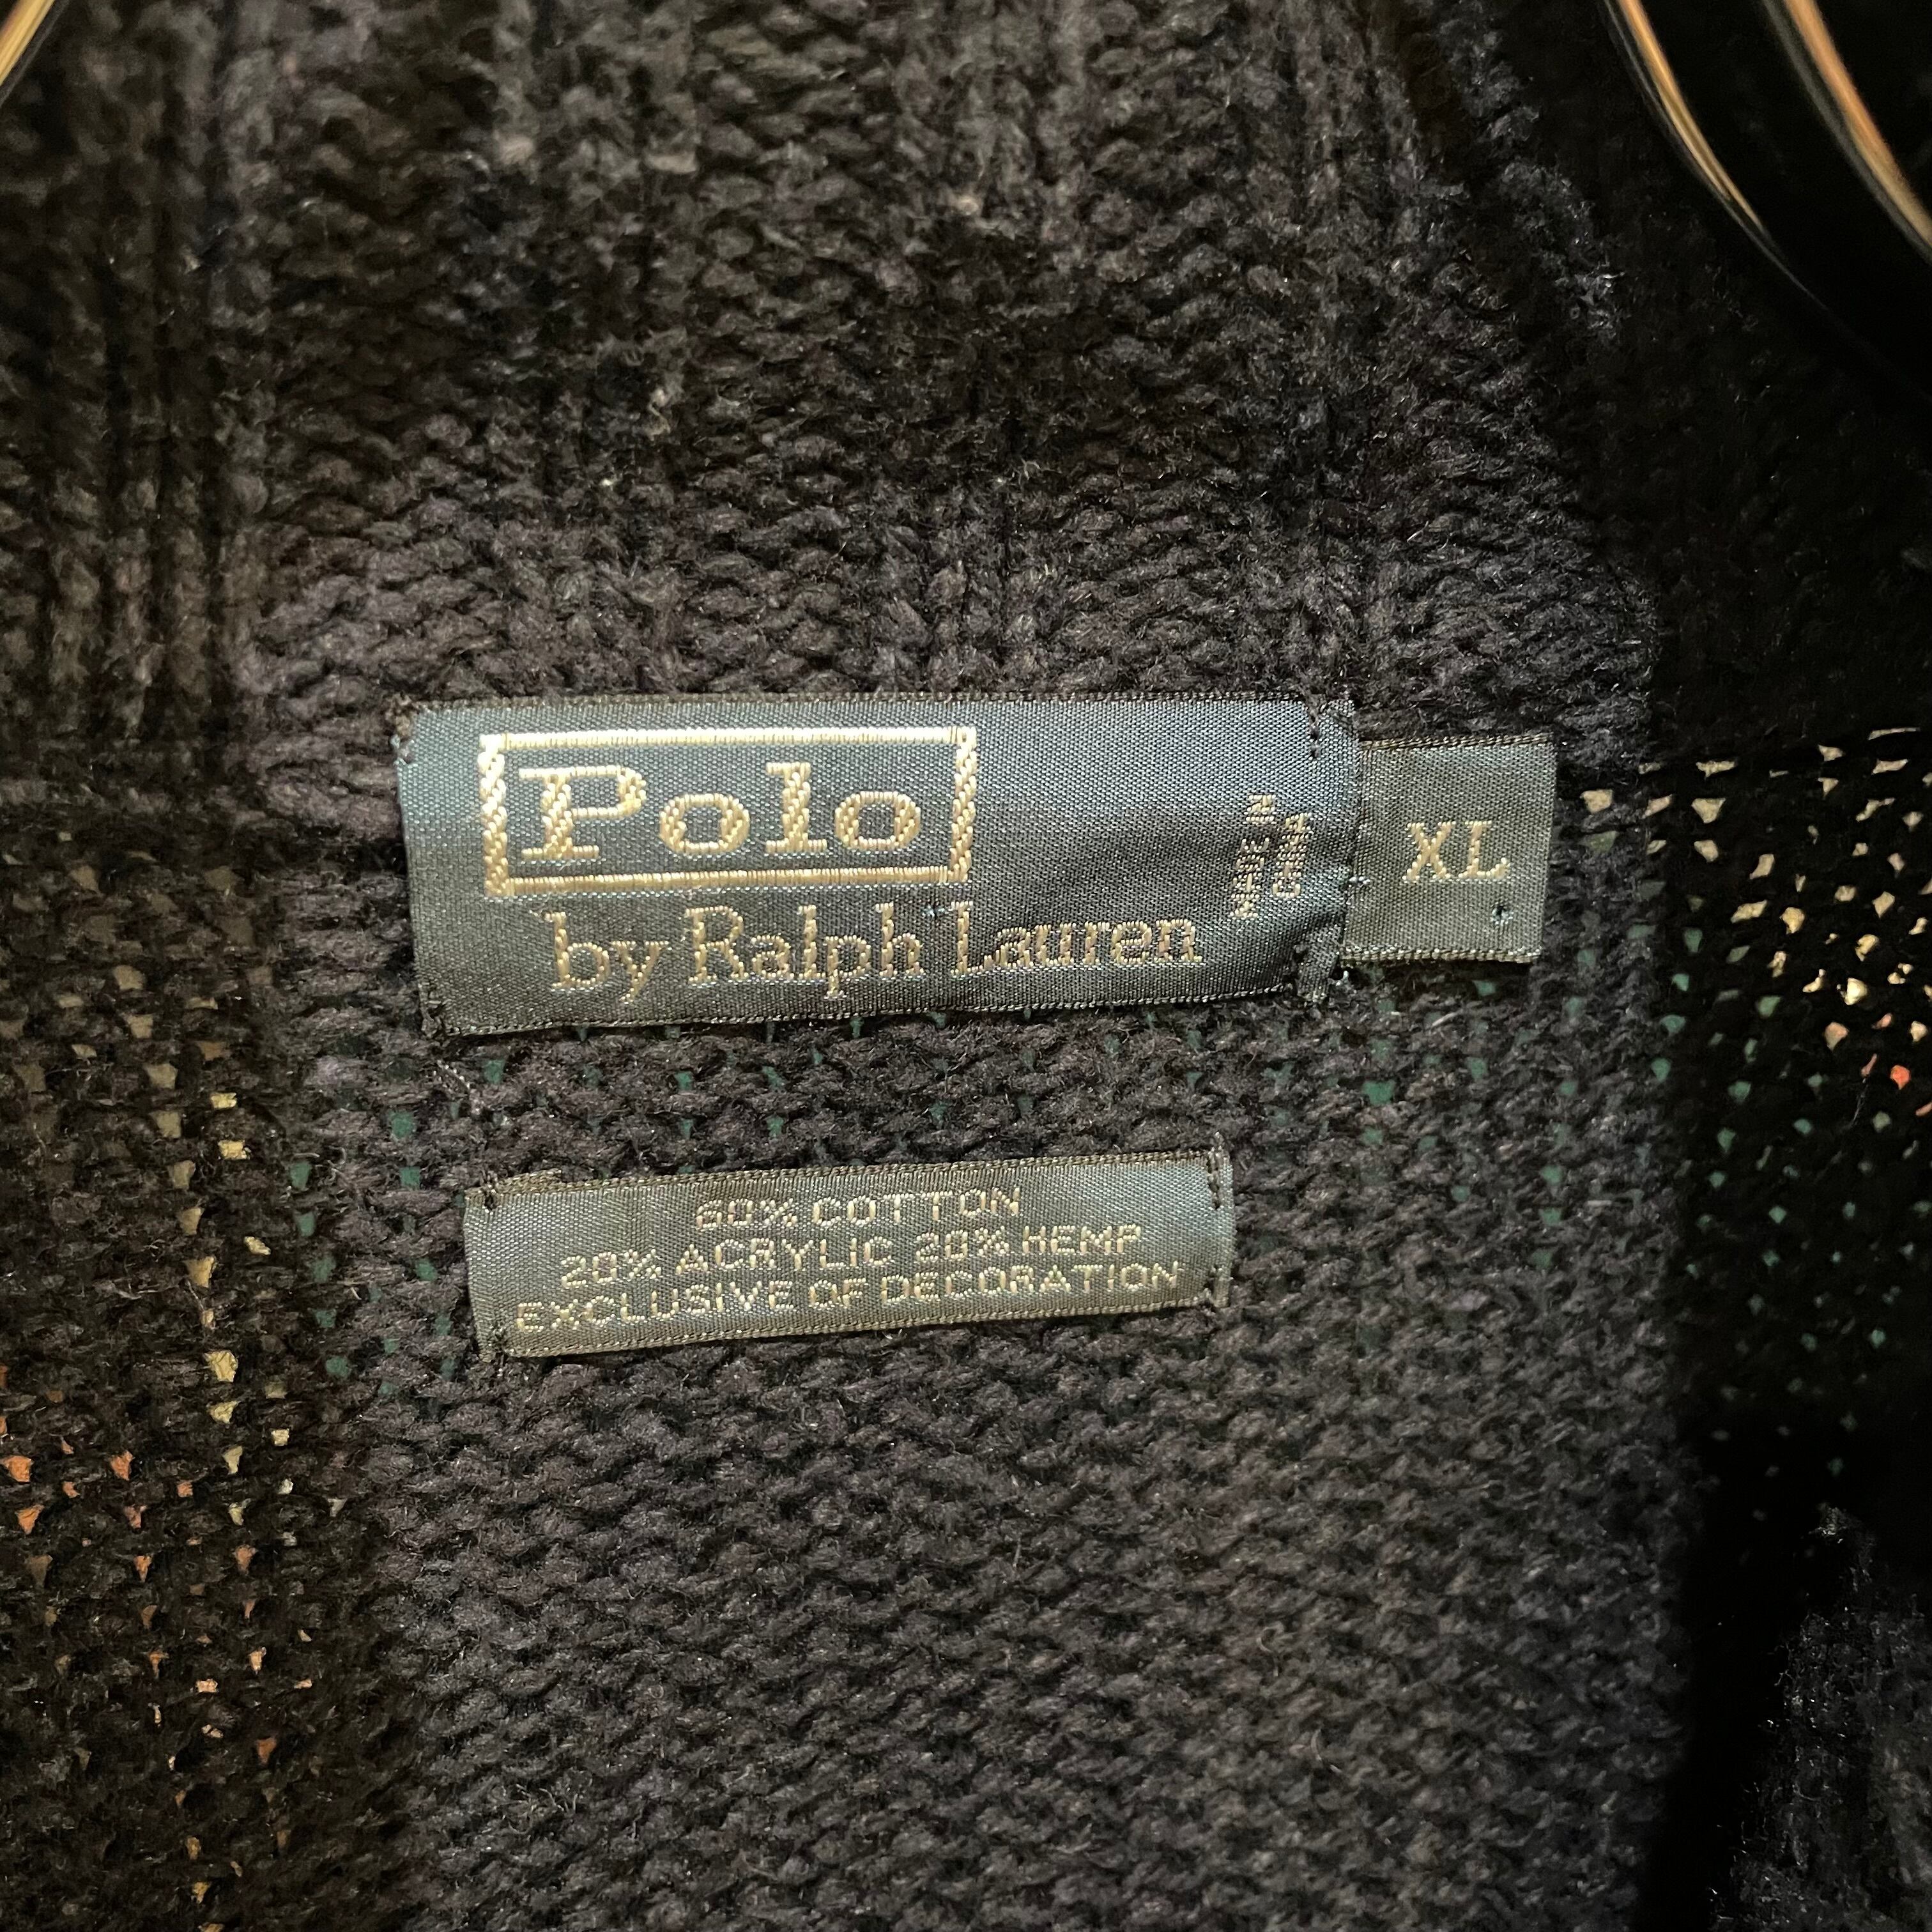 Polo
by Ralph Lauren
XL
60% COTTON
20% ACRYLIC 20% HEMP
EXCLUSIVE OF DECORATION